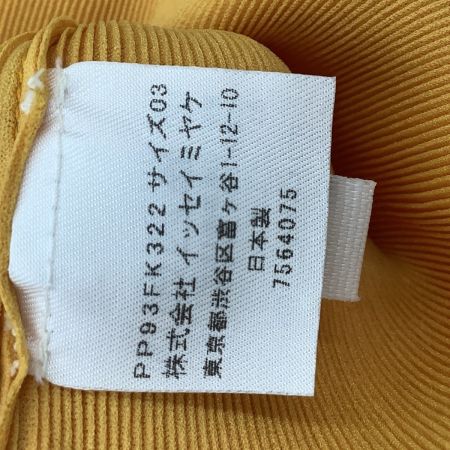 PP93FK322 サイズ03
株式会社 イッセイミヤケ
東京都渋谷区富ヶ谷1-12-10
日本製
7564075